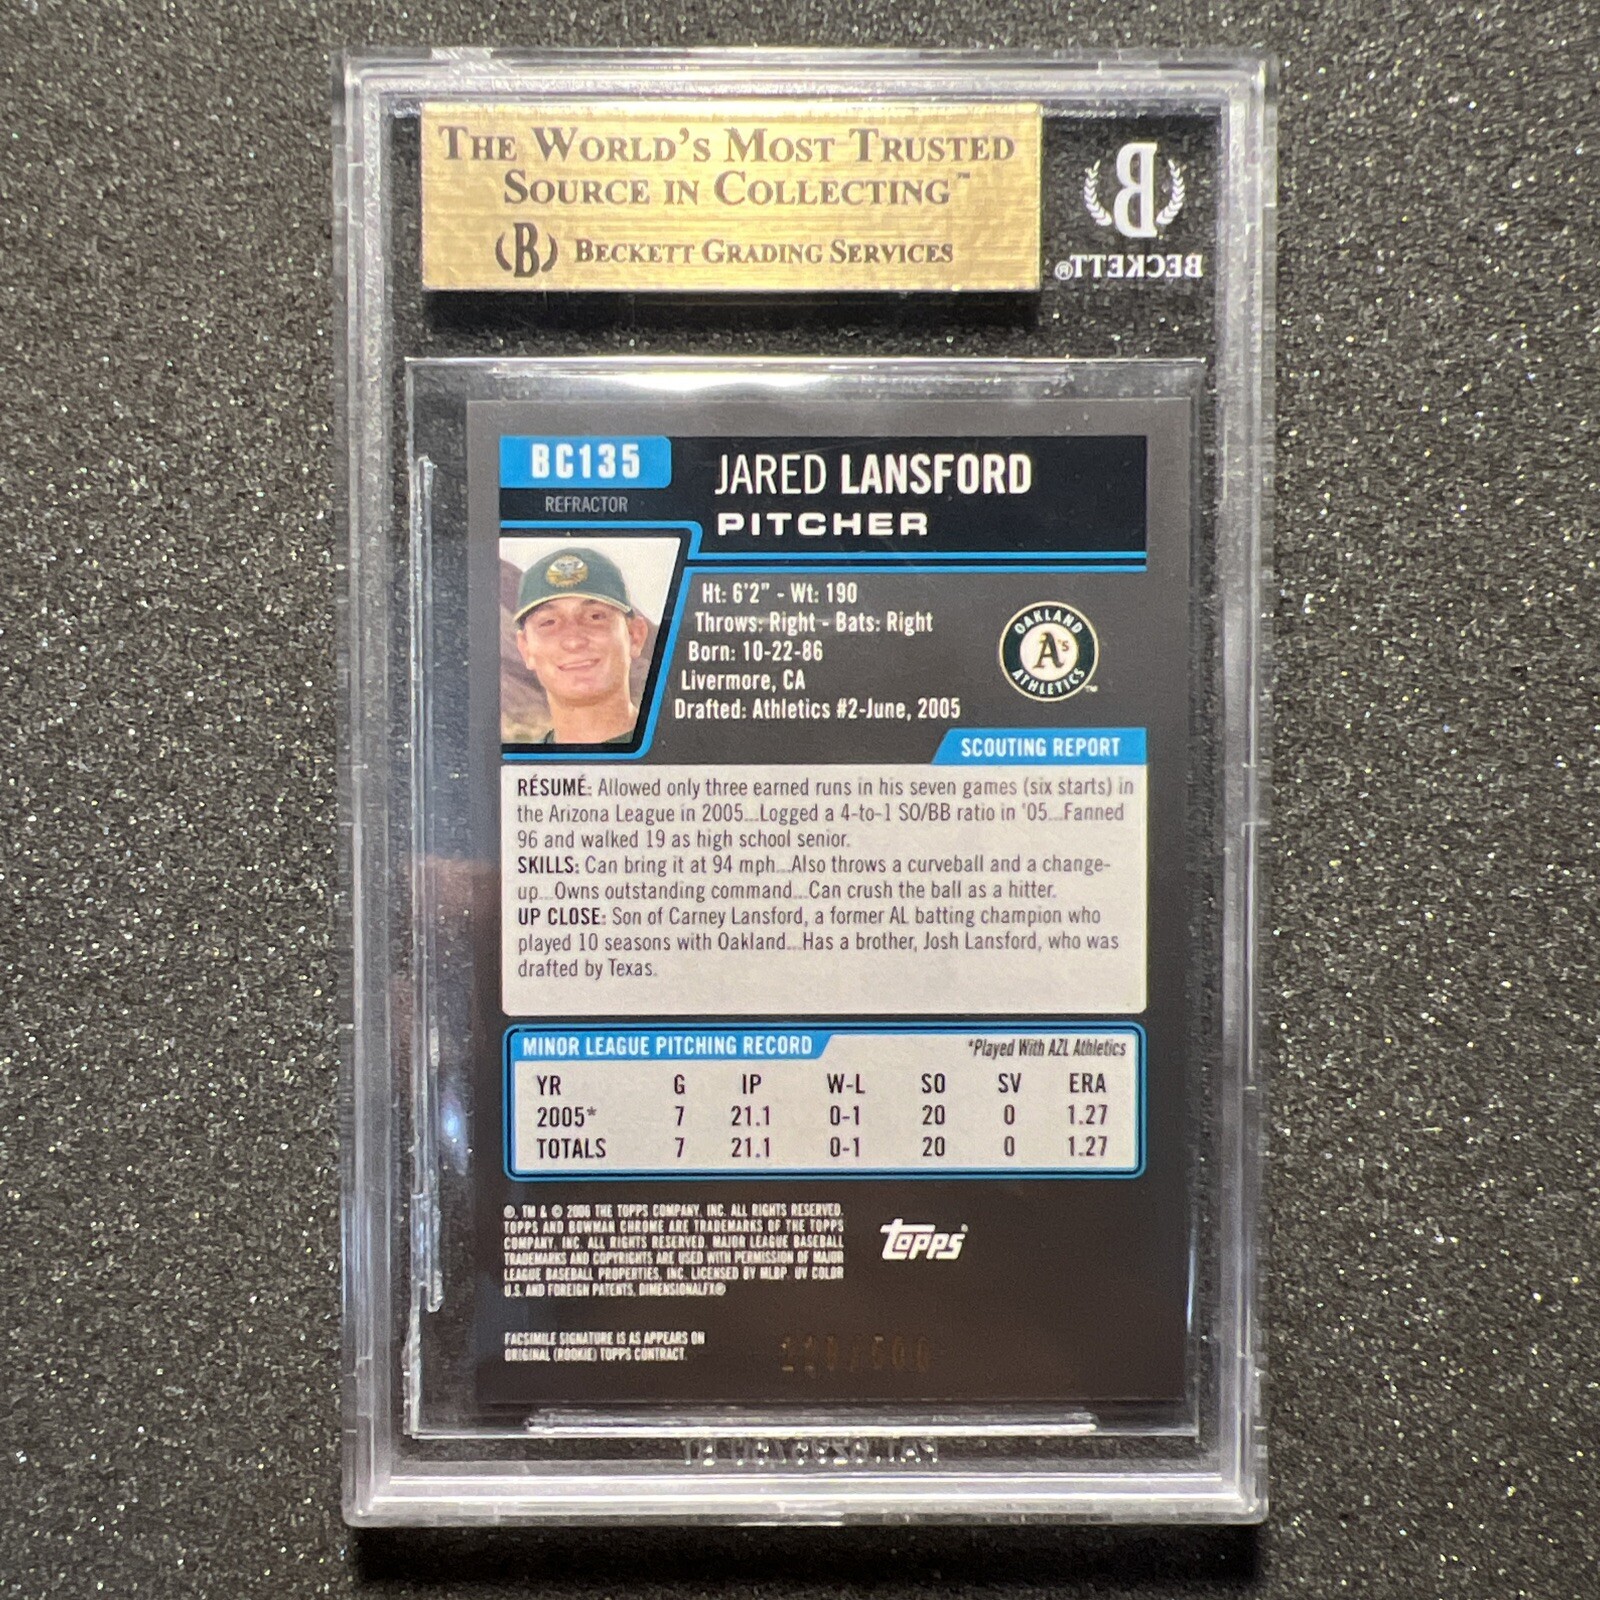 THE WORLD'S MOST TRUSTED
SOURCE IN COLLECTING™
(B) BECKETT GRADING SERVICES
B
BECKETT®
BC135
REFRACTOR
JARED LANSFORD
PITCHER
Ht: 6'2" - Wt: 190
Throws: Right - Bats: Right
Born: 10-22-86
Livermore, CA
Drafted: Athletics #2-June, 2005
OAKLAND
A's
ATHLETICS™
SCOUTING REPORT
RÉSUMÉ: Allowed only three earned runs in his seven games (six starts) in
the Arizona League in 2005...Logged a 4-to-1 SO/BB ratio in '05...Fanned
96 and walked 19 as high school senior.
SKILLS: Can bring it at 94 mph...Also throws a curveball and a change-
up...Owns outstanding command...Can crush the ball as a hitter.
UP CLOSE: Son of Carney Lansford, a former AL batting champion who
played 10 seasons with Oakland...Has a brother, Josh Lansford, who was
drafted by Texas.
MINOR LEAGUE PITCHING RECORD *Played With AZL Athletics
YR G IP W-L SO SV ERA
2005* 7 21.1 0-1 20 0 1.27
TOTALS 7 21.1 0-1 20 0 1.27
®, TM & © 2006 THE TOPPS COMPANY, INC. ALL RIGHTS RESERVED.
TOPPS AND BOWMAN CHROME ARE TRADEMARKS OF THE TOPPS
COMPANY, INC. ALL RIGHTS RESERVED. MAJOR LEAGUE BASEBALL
TRADEMARKS AND COPYRIGHTS ARE USED WITH PERMISSION OF MAJOR
LEAGUE BASEBALL PROPERTIES, INC. LICENSED BY MLBP. UV COLOR
U.S. AND FOREIGN PATENTS, DIMENSIONALFX®
topps®
FACSIMILE SIGNATURE IS AS APPEARS ON
ORIGINAL (ROOKIE) TOPPS CONTRACT.